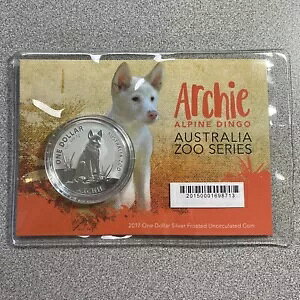 Archie
ALPINE DINGO
AUSTRALIA
ZOO SERIES
ONE DOLLAR
ARCHIE
20150001698713
2017 One Dollar Silver Frosted Uncirculated Coin